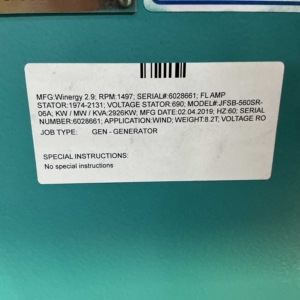 MFG Winergy 2.9; RPM:1497; SERIAL#:6028661; FL AMP
STATOR:1974-2131; VOLTAGE STATOR:690; MODEL#:JFSB-560SR-
06A; KW / MW / KVA:2926KW; MFG DATE:02.04.2019; HZ:60; SERIAL
NUMBER:6028661; APPLICATION:WIND; WEIGHT:8.2T; VOLTAGE RO
JOB TYPE: GEN - GENERATOR
SPECIAL INSTRUCTIONS:
No special instructions